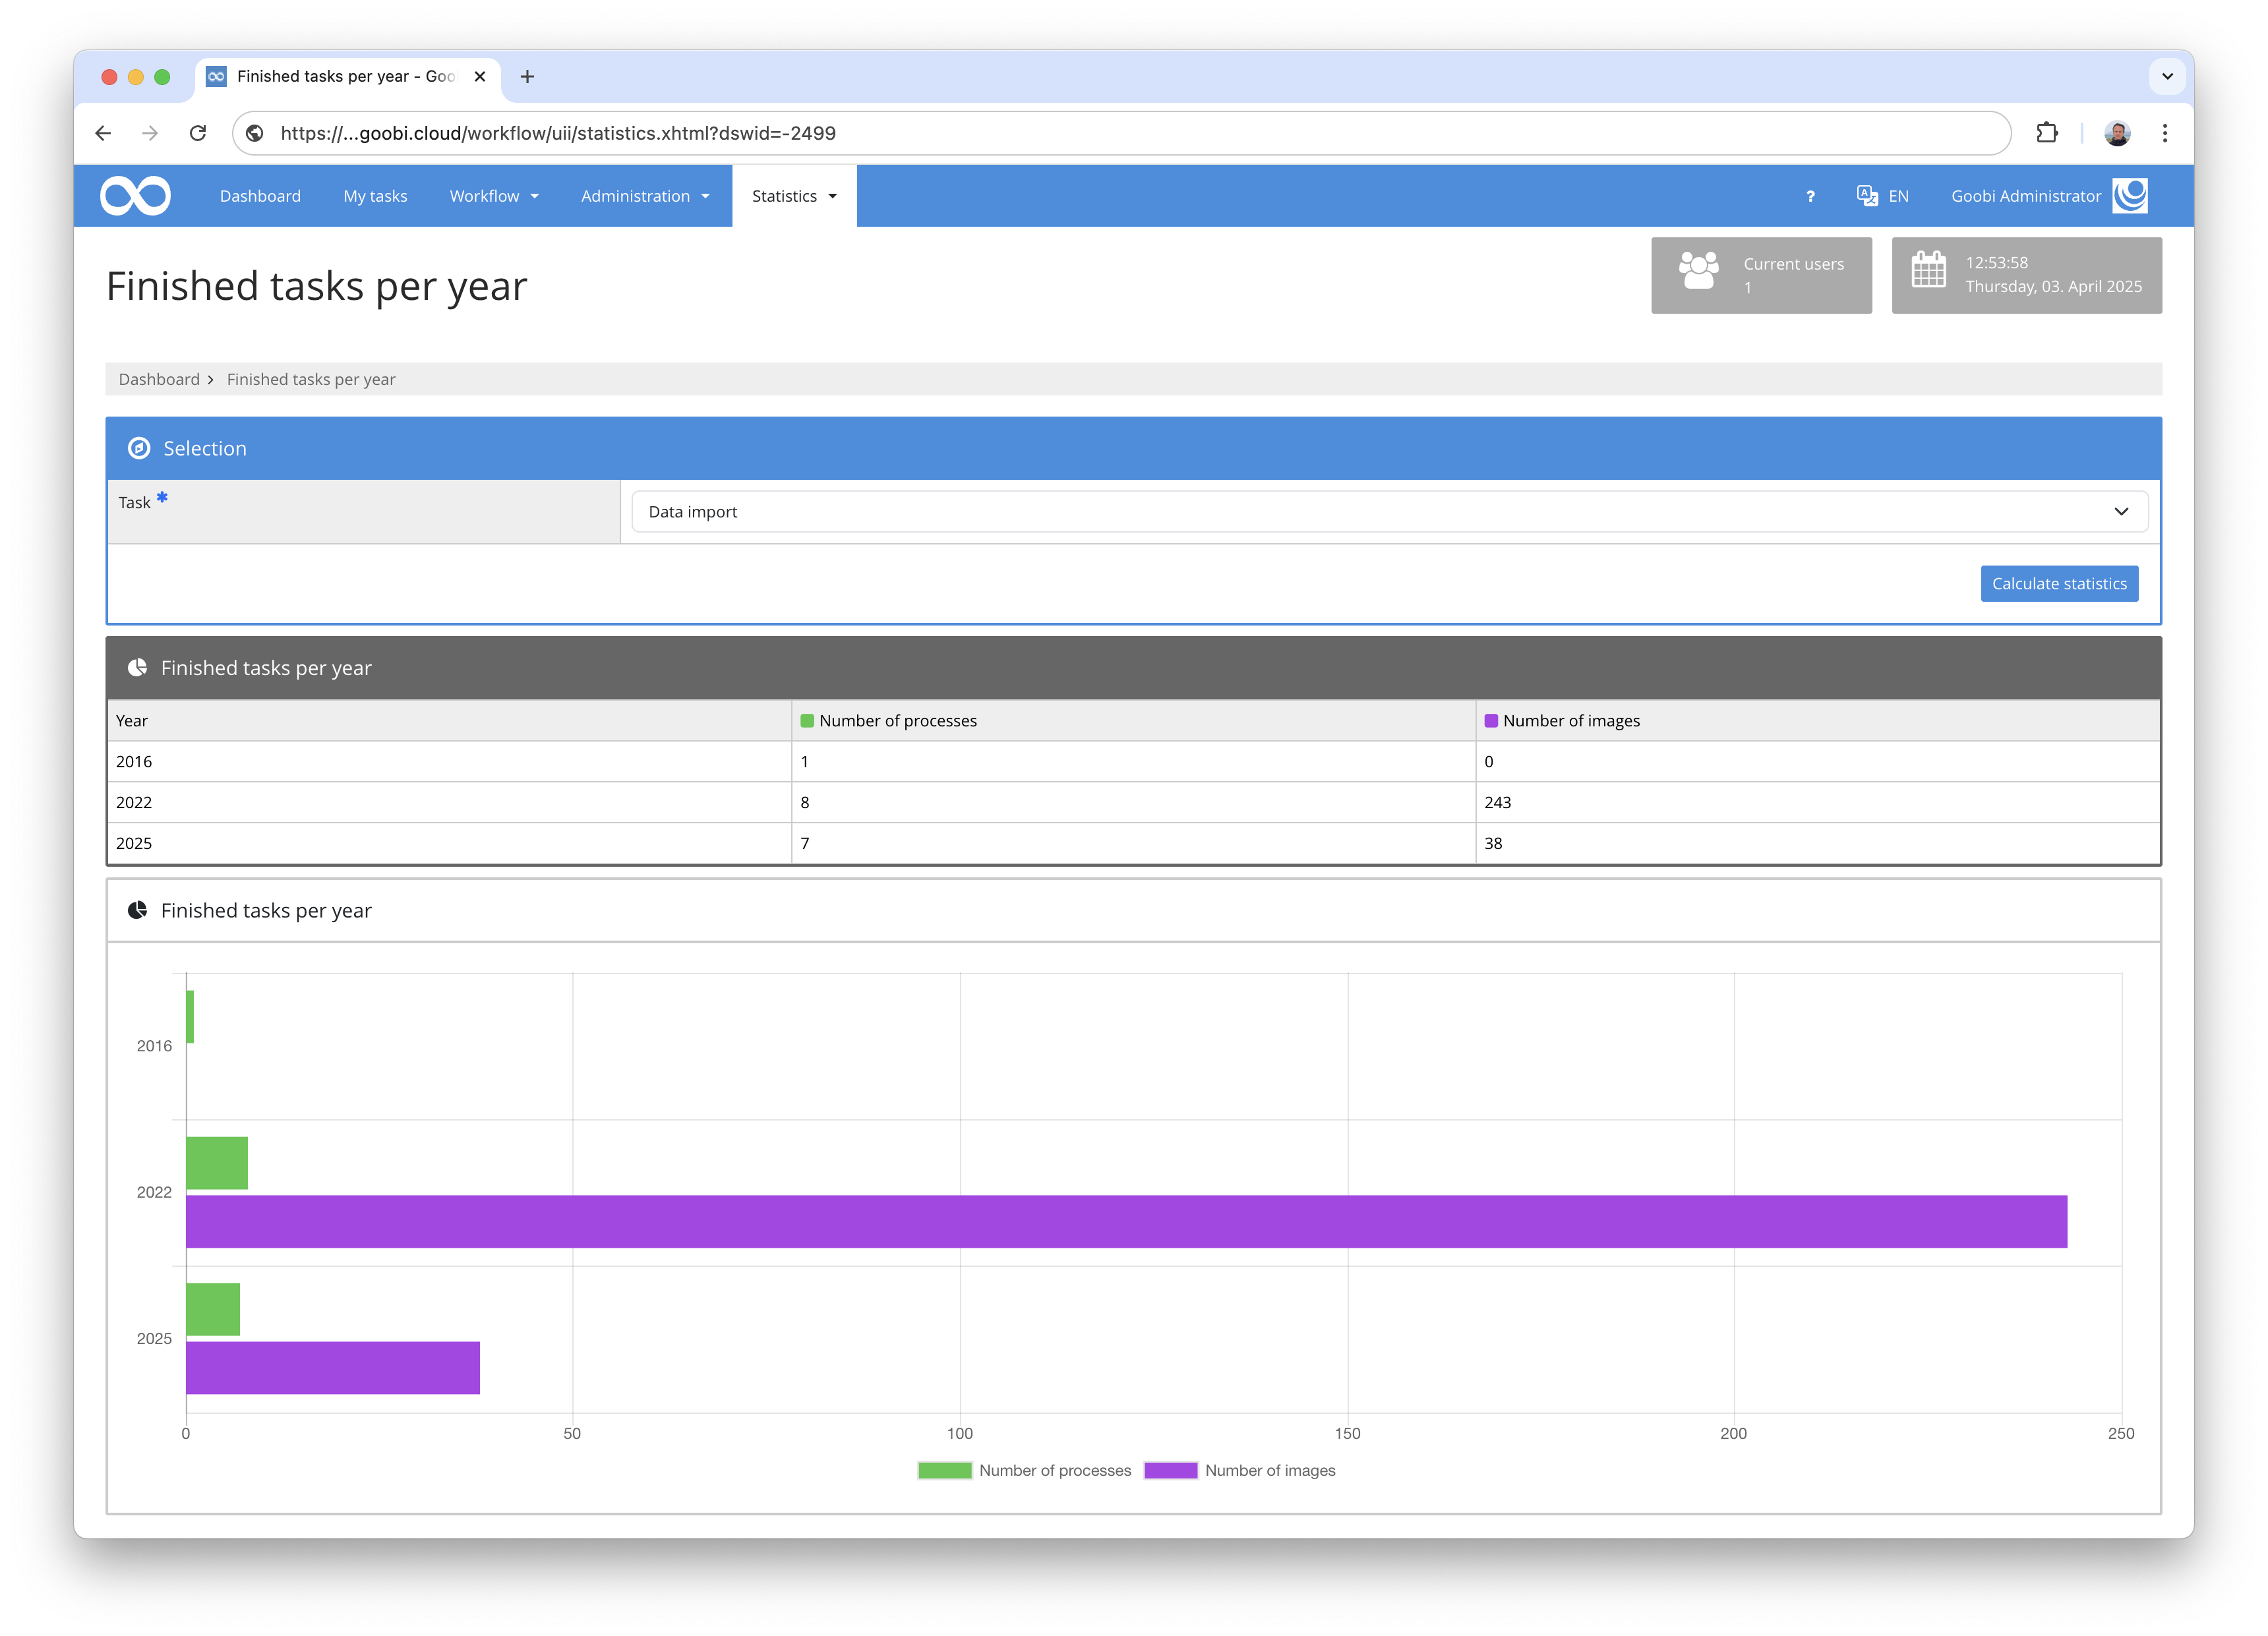 Finished tasks per year - Goo
https://...goobi.cloud/workflow/uii/statistics.xhtml?dswid=-2499
Dashboard My tasks Workflow Administration Statistics ? EN Goobi Administrator
Finished tasks per year
Current users
1
12:53:58
Thursday, 03. April 2025
Dashboard > Finished tasks per year
Selection
Task *
Data import
Calculate statistics
Finished tasks per year
Year Number of processes Number of images
2016 1 0
2022 8 243
2025 7 38
Finished tasks per year
2016
2022
2025
0 50 100 150 200 250
Number of processes Number of images